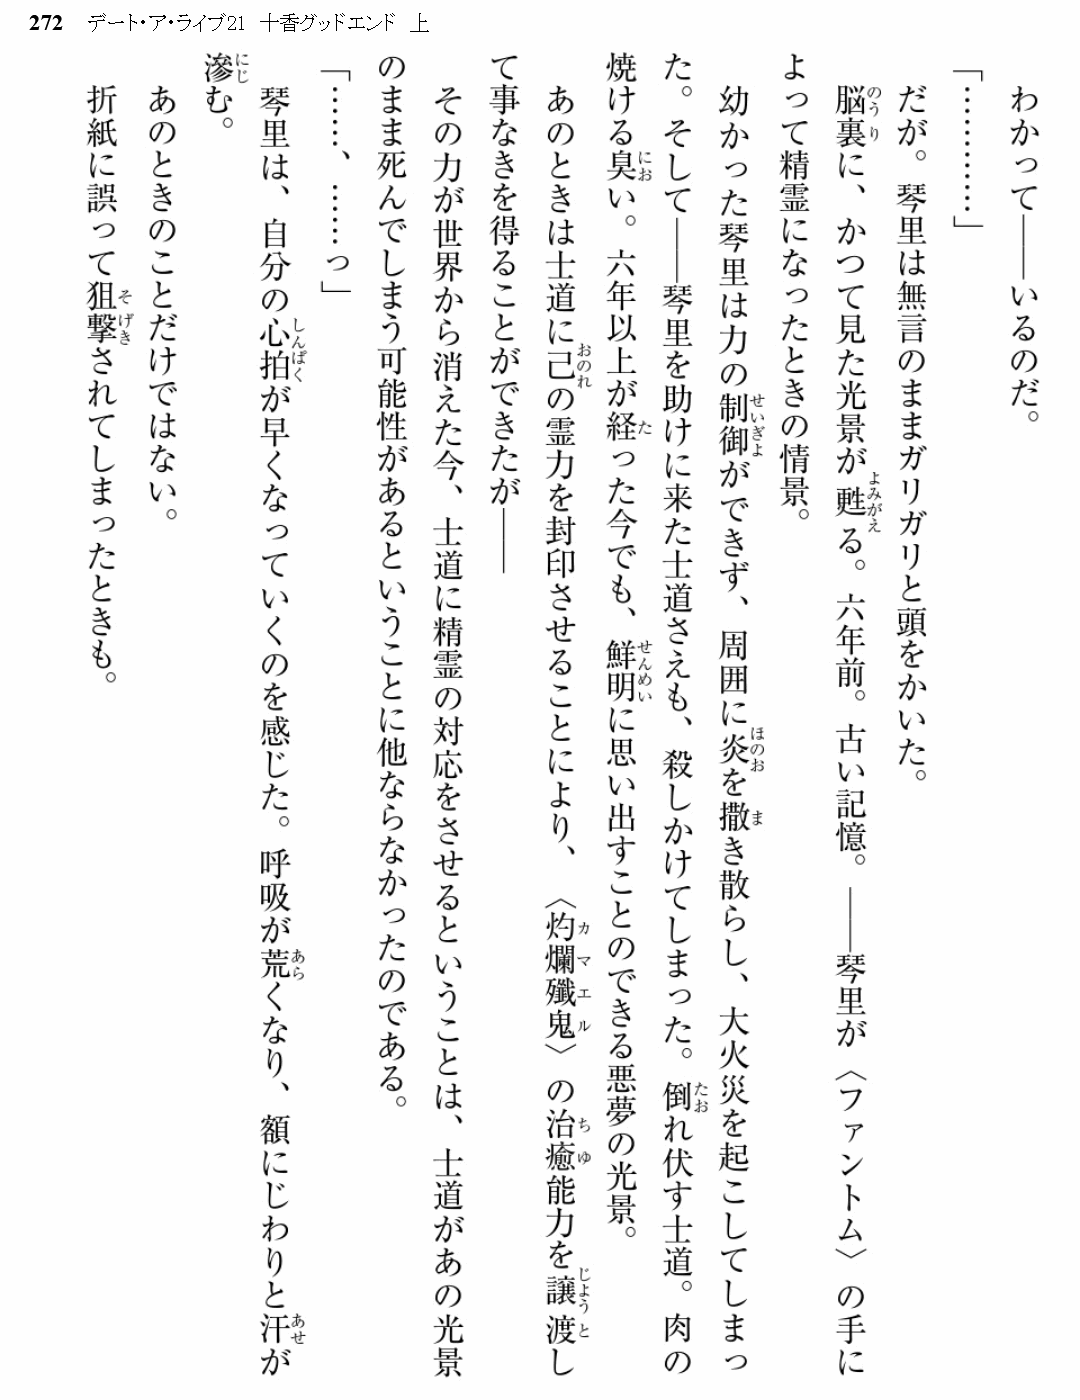 272 デート・ア・ライブ21 十香グッドエンド 上
わかって――いるのだ。
「…………」
だが。琴里は無言のままガリガリと頭をかいた。
脳裏に、かつて見た光景が甦る。六年前。古い記憶。――琴里が〈ファントム〉の手に
よって精霊になったときの情景。
幼かった琴里は力の制御ができず、周囲に炎を撒き散らし、大火災を起こしてしまっ
た。そして――琴里を助けに来た士道さえも、殺しかけてしまった。倒れ伏す士道。肉の
焼ける臭い。六年以上が経った今でも、鮮明に思い出すことのできる悪夢の光景。
あのときは士道に己の霊力を封印させることにより、〈灼爛殲鬼〉の治癒能力を譲渡し
て事なきを得ることができたが――
その力が世界から消えた今、士道に精霊の対応をさせるということは、士道があの光景
のまま死んでしまう可能性があるということに他ならなかったのである。
「……、……っ」
琴里は、自分の心拍が早くなっていくのを感じた。呼吸が荒くなり、額にじわりと汗が
滲む。
あのときのことだけではない。
折紙に誤って狙撃されてしまったときも。